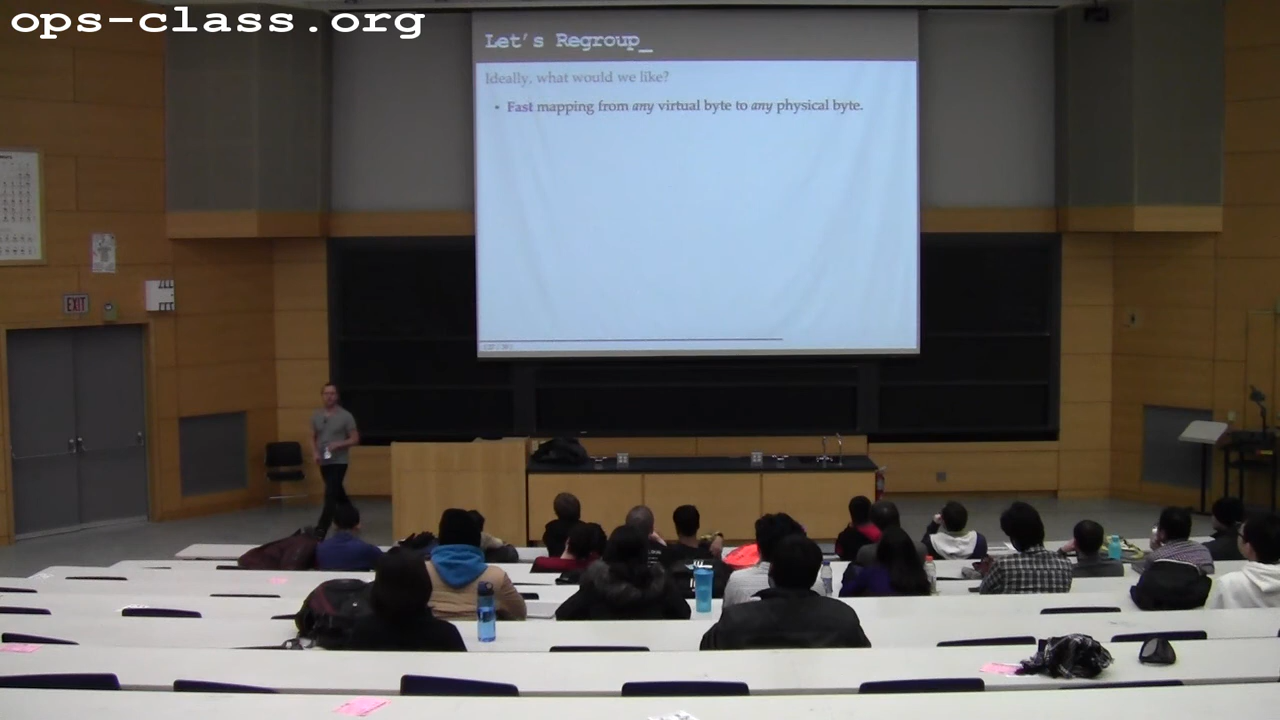 ops-class.org
Let's Regroup_
Ideally, what would we like?
• Fast mapping from any virtual byte to any physical byte.
EXIT